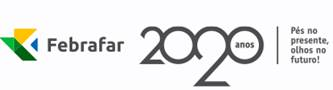 Febrafar
2020
anos
Pés no
presente,
olhos no
futuro!